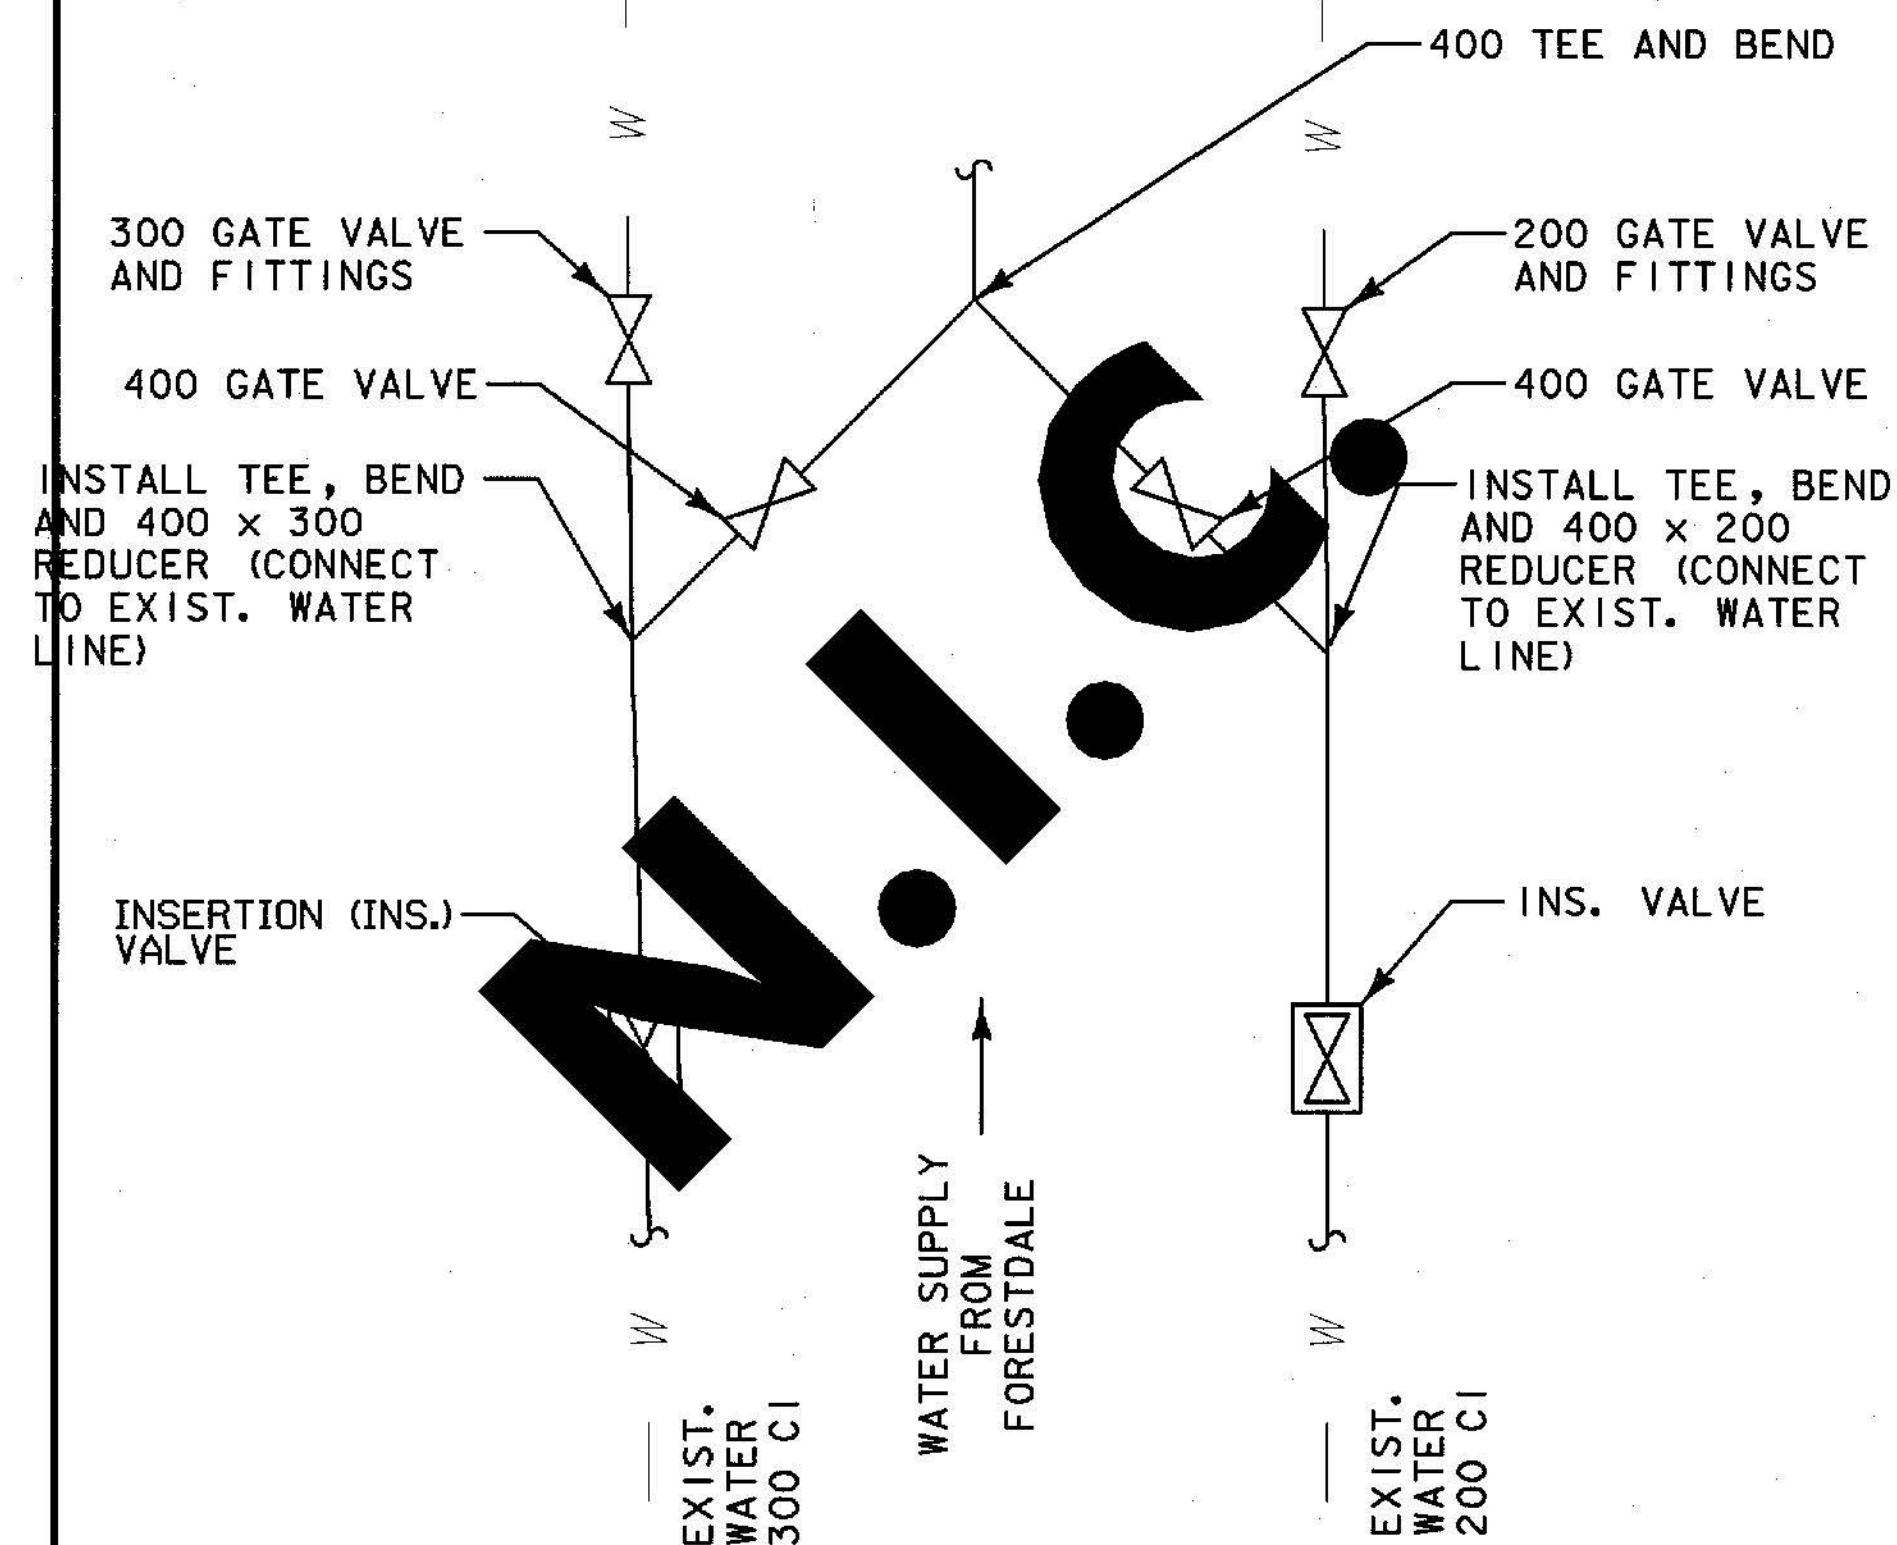 400 TEE AND BEND
W
W
300 GATE VALVE
AND FITTINGS
200 GATE VALVE
AND FITTINGS
400 GATE VALVE
400 GATE VALVE
INSTALL TEE, BEND
AND 400 x 300
REDUCER (CONNECT
TO EXIST. WATER
LINE)
INSTALL TEE, BEND
AND 400 x 200
REDUCER (CONNECT
TO EXIST. WATER
LINE)
N.I.C.
INSERTION (INS.)
VALVE
INS. VALVE
WATER SUPPLY
FROM
FORESTDALE
W
W
EXIST.
WATER
300 CI
EXIST.
WATER
200 CI